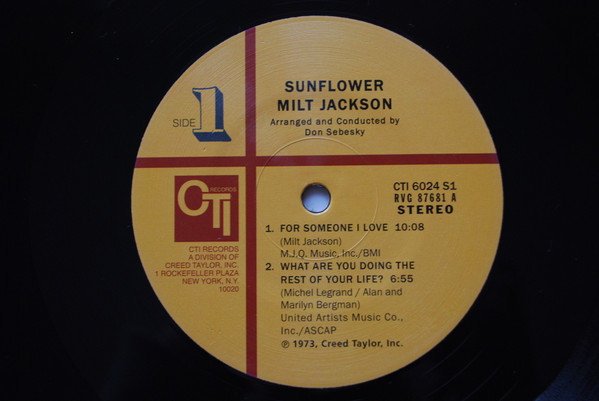 SIDE 1
SUNFLOWER
MILT JACKSON
Arranged and Conducted by
Don Sebesky
CTI 6024 S1
RVG 87681 A
STEREO
CTI RECORDS
CTI RECORDS
A DIVISION OF
CREED TAYLOR, INC.
1 ROCKEFELLER PLAZA
NEW YORK, N.Y.
10020
1. FOR SOMEONE I LOVE 10:08
(Milt Jackson)
M.J.Q. Music, Inc./BMI
2. WHAT ARE YOU DOING THE
REST OF YOUR LIFE? 6:55
(Michel Legrand / Alan and
Marilyn Bergman)
United Artists Music Co.,
Inc./ASCAP
℗ 1973, Creed Taylor, Inc.